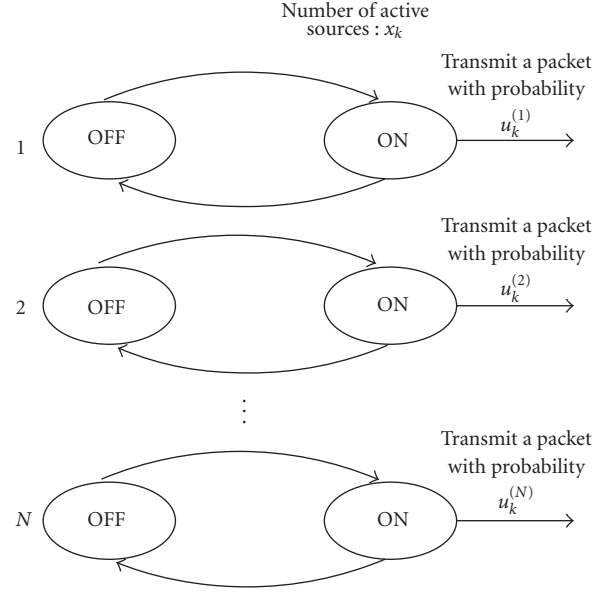 Number of active
sources : x_k
Transmit a packet
with probability
u_k^(1)
1
OFF
ON
Transmit a packet
with probability
u_k^(2)
2
OFF
ON
⋮
Transmit a packet
with probability
u_k^(N)
N
OFF
ON